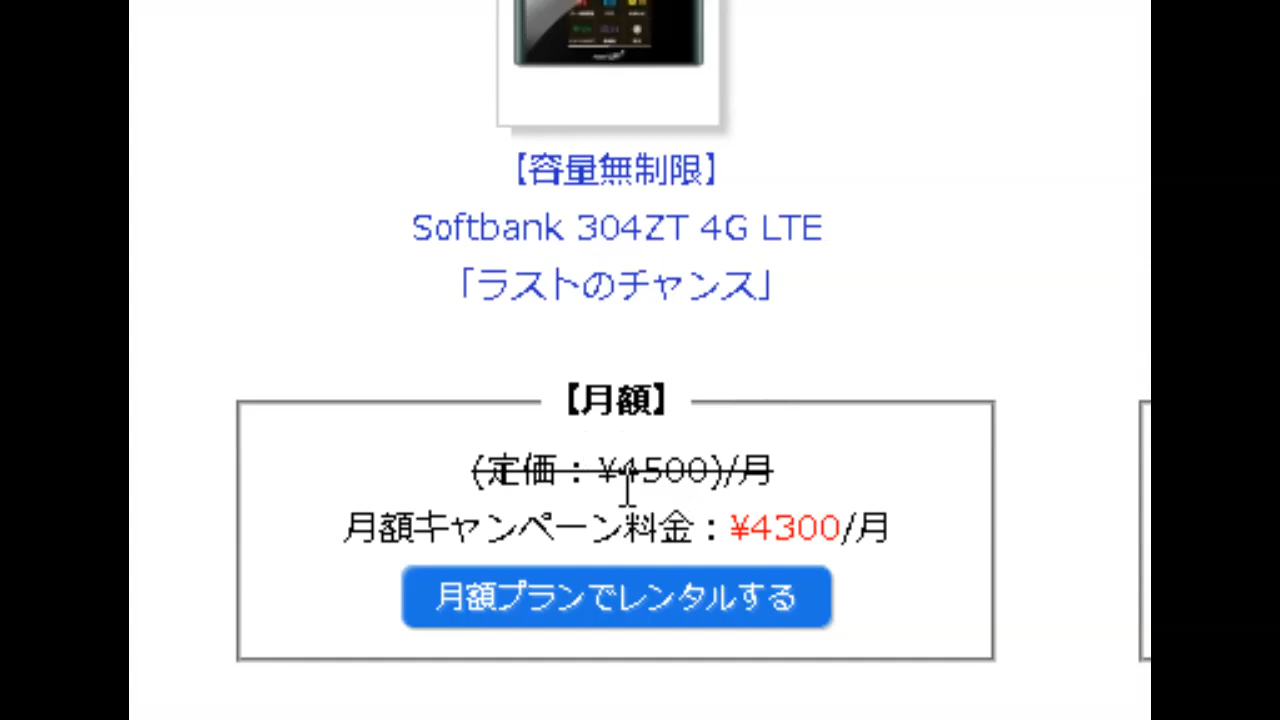 【容量無制限】
Softbank 304ZT 4G LTE
「ラストのチャンス」
【月額】
(定価：¥4500)/月
月額キャンペーン料金：¥4300/月
月額プランでレンタルする